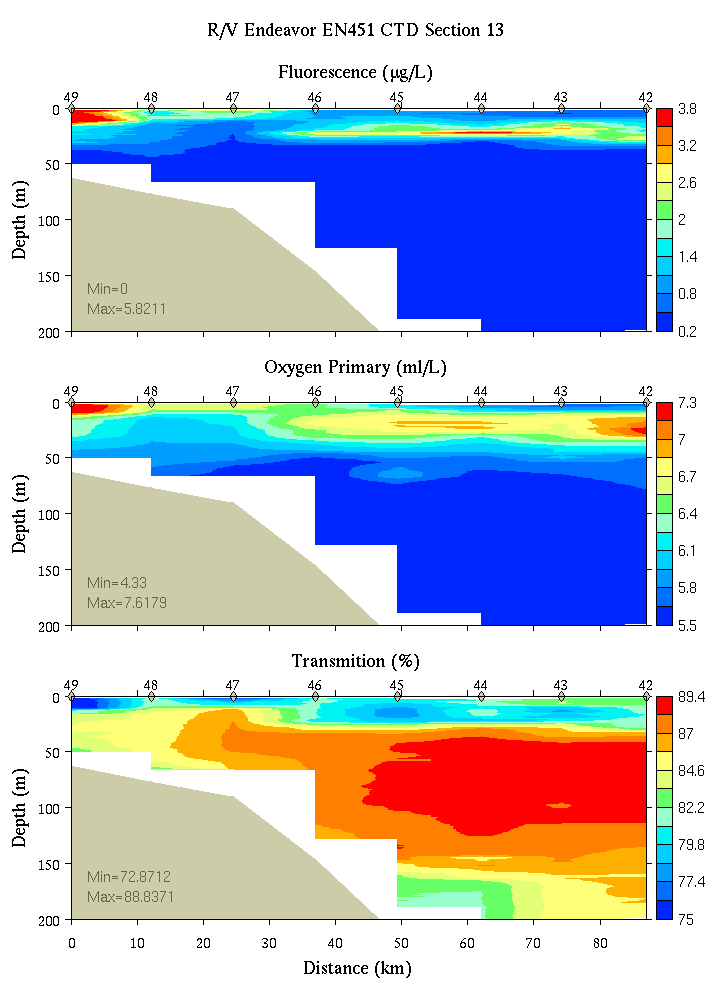 R/V Endeavor EN451 CTD Section 13
Fluorescence (µg/L)
49 48 47 46 45 44 43 42
0
50
100
150
200
Depth (m)
Min=0
Max=5.8211
3.8
3.2
2.6
2
1.4
0.8
0.2
Oxygen Primary (ml/L)
49 48 47 46 45 44 43 42
0
50
100
150
200
Depth (m)
Min=4.33
Max=7.6179
7.3
7
6.7
6.4
6.1
5.8
5.5
Transmition (%)
49 48 47 46 45 44 43 42
0
50
100
150
200
Depth (m)
Min=72.8712
Max=88.8371
89.4
87
84.6
82.2
79.8
77.4
75
0 10 20 30 40 50 60 70 80
Distance (km)